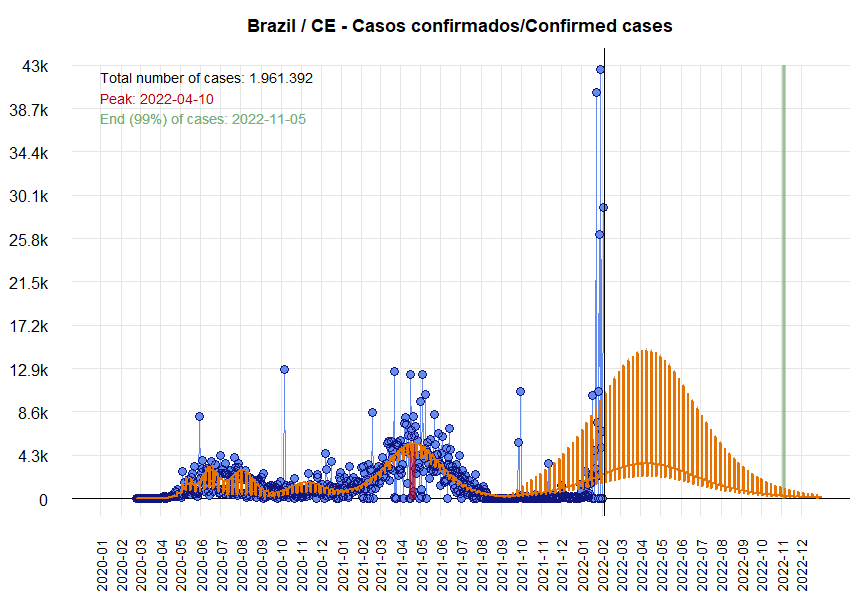 Brazil / CE - Casos confirmados/Confirmed cases
43k
Total number of cases: 1.961.392
Peak: 2022-04-10
38.7k
End (99%) of cases: 2022-11-05
34.4k
30.1k
25.8k
21.5k
17.2k
12.9k
8.6k
4.3k
0
2020-01
2020-02
2020-03
2020-04
2020-05
2020-06
2020-07
2020-08
2020-09
2020-10
2020-11
2020-12
2021-01
2021-02
2021-03
2021-04
2021-05
2021-06
2021-07
2021-08
2021-09
2021-10
2021-11
2021-12
2022-01
2022-02
2022-03
2022-04
2022-05
2022-06
2022-07
2022-08
2022-09
2022-10
2022-11
2022-12